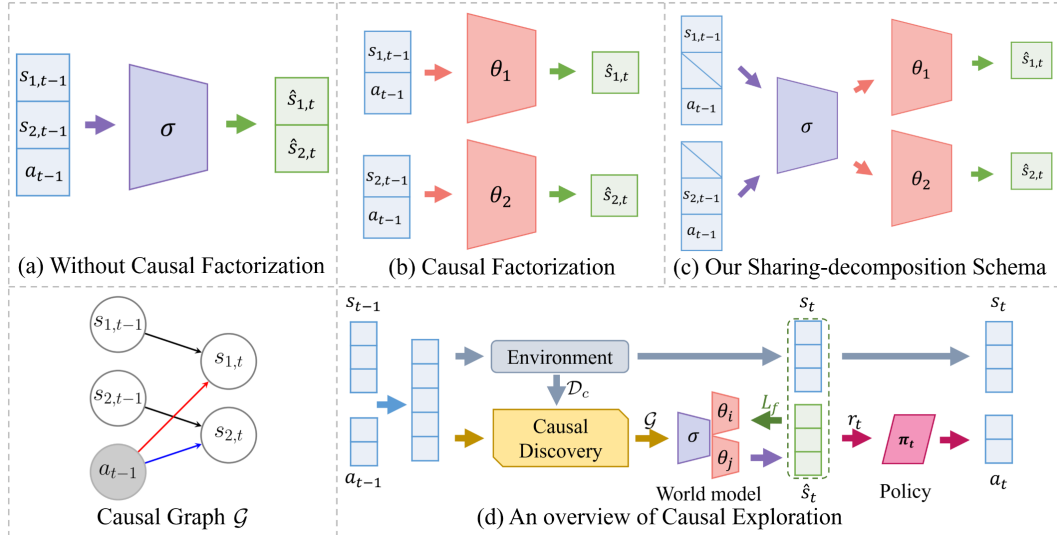 s_{1,t-1}
s_{2,t-1}
a_{t-1}
σ
ŝ_{1,t}
ŝ_{2,t}
(a) Without Causal Factorization
s_{1,t-1}
a_{t-1}
θ_1
ŝ_{1,t}
s_{2,t-1}
a_{t-1}
θ_2
ŝ_{2,t}
(b) Causal Factorization
s_{1,t-1}
a_{t-1}
s_{2,t-1}
a_{t-1}
σ
θ_1
ŝ_{1,t}
θ_2
ŝ_{2,t}
(c) Our Sharing-decomposition Schema
s_{1,t-1}
s_{1,t}
s_{2,t-1}
s_{2,t}
a_{t-1}
Causal Graph 𝒢
s_{t-1}
a_{t-1}
Environment
𝒟_c
Causal
Discovery
𝒢
σ
θ_i
θ_j
World model
L_f
s_t
ŝ_t
r_t
π_t
Policy
s_t
a_t
(d) An overview of Causal Exploration